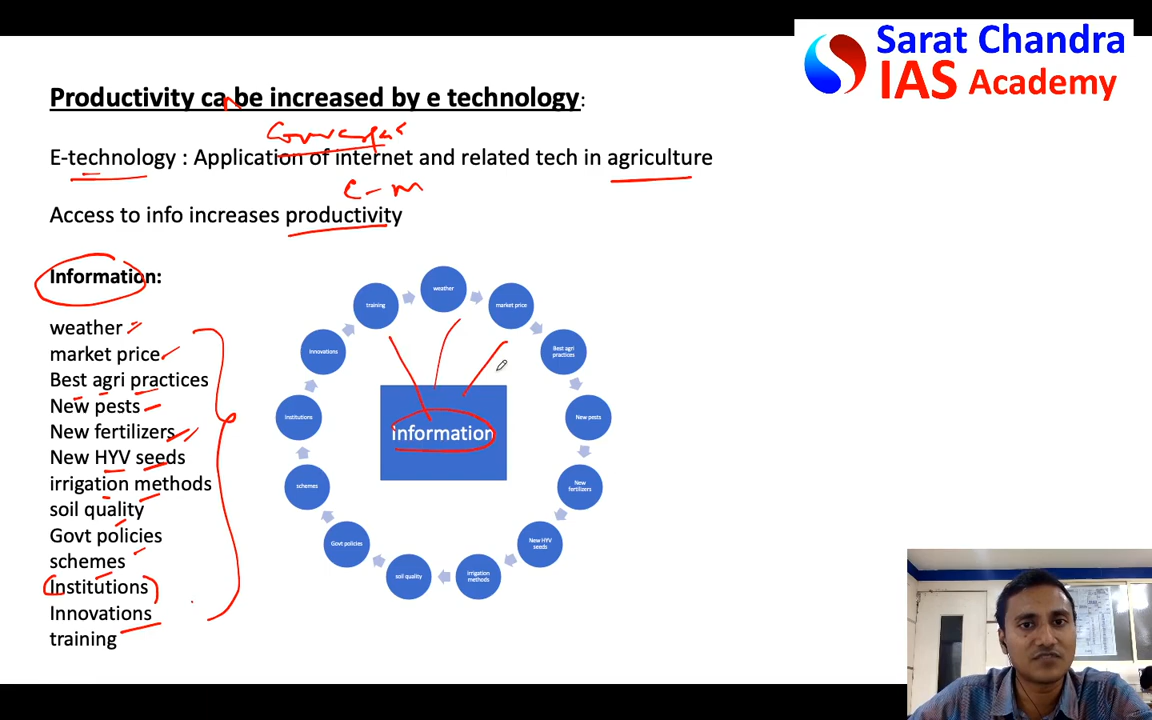 Sarat Chandra
IAS Academy
Productivity can be increased by e technology:
E-technology : Application of internet and related tech in agriculture
e-m
Access to info increases productivity
Information:
weather
market price
Best agri practices
New pests
New fertilizers
New HYV seeds
irrigation methods
soil quality
Govt policies
schemes
Institutions
Innovations
training
weather
market price
Best agri
practices
New pests
New
fertilizers
New HYV
seeds
irrigation
methods
soil quality
Govt policies
schemes
Institutions
Innovations
training
information